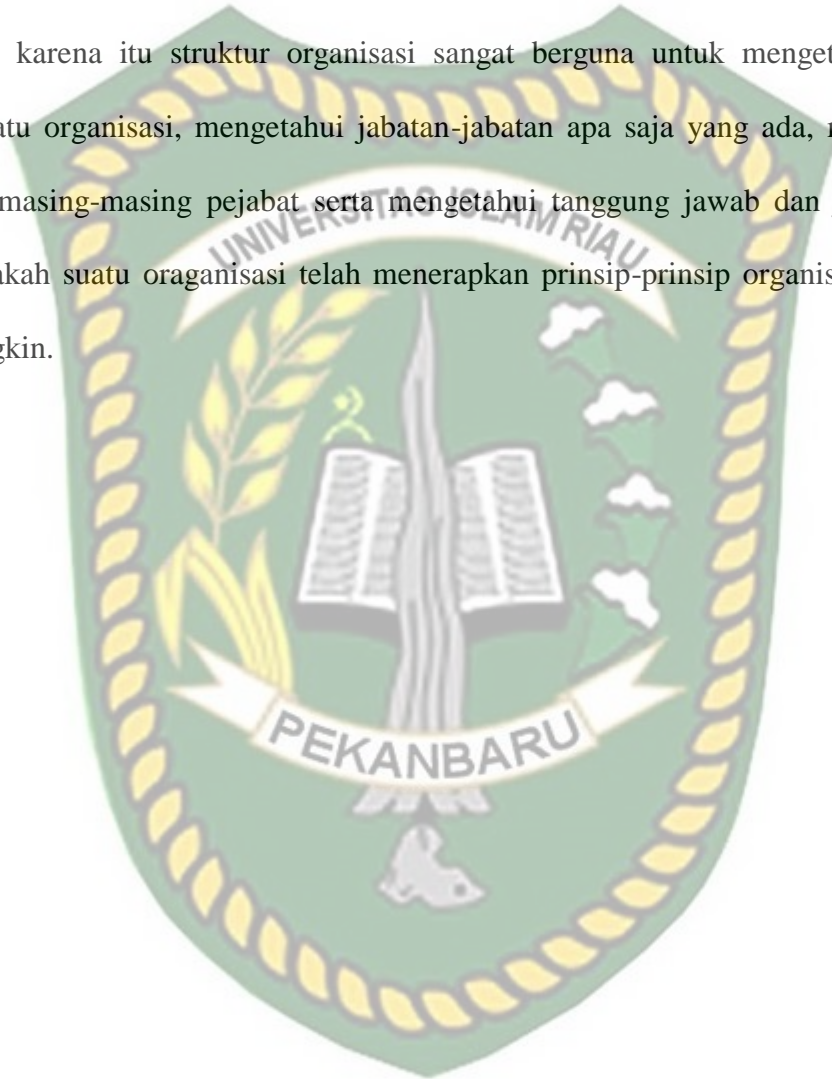 karena itu struktur organisasi sangat berguna untuk menget
atu organisasi, mengetahui jabatan-jabatan apa saja yang ada,
masing-masing pejabat serta mengetahui tanggung jawab dan
akah suatu oraganisasi telah menerapkan prinsip-prinsip organis
gkin.
UNIVERSITAS ISLAM RIAU
PEKANBARU